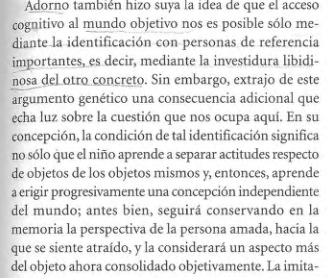 Adorno también hizo suya la idea de que el acceso
cognitivo al mundo objetivo nos es posible sólo me-
diante la identificación con personas de referencia
importantes, es decir, mediante la investidura libidi-
nosa del otro concreto. Sin embargo, extrajo de este
argumento genético una consecuencia adicional que
echa luz sobre la cuestión que nos ocupa aquí. En su
concepción, la condición de tal identificación significa
no sólo que el niño aprende a separar actitudes respecto
de objetos de los objetos mismos y, entonces, aprende
a erigir progresivamente una concepción independiente
del mundo; antes bien, seguirá conservando en la
memoria la perspectiva de la persona amada, hacia la
que se siente atraído, y la considerará un aspecto más
del objeto ahora consolidado objetivamente. La imita-